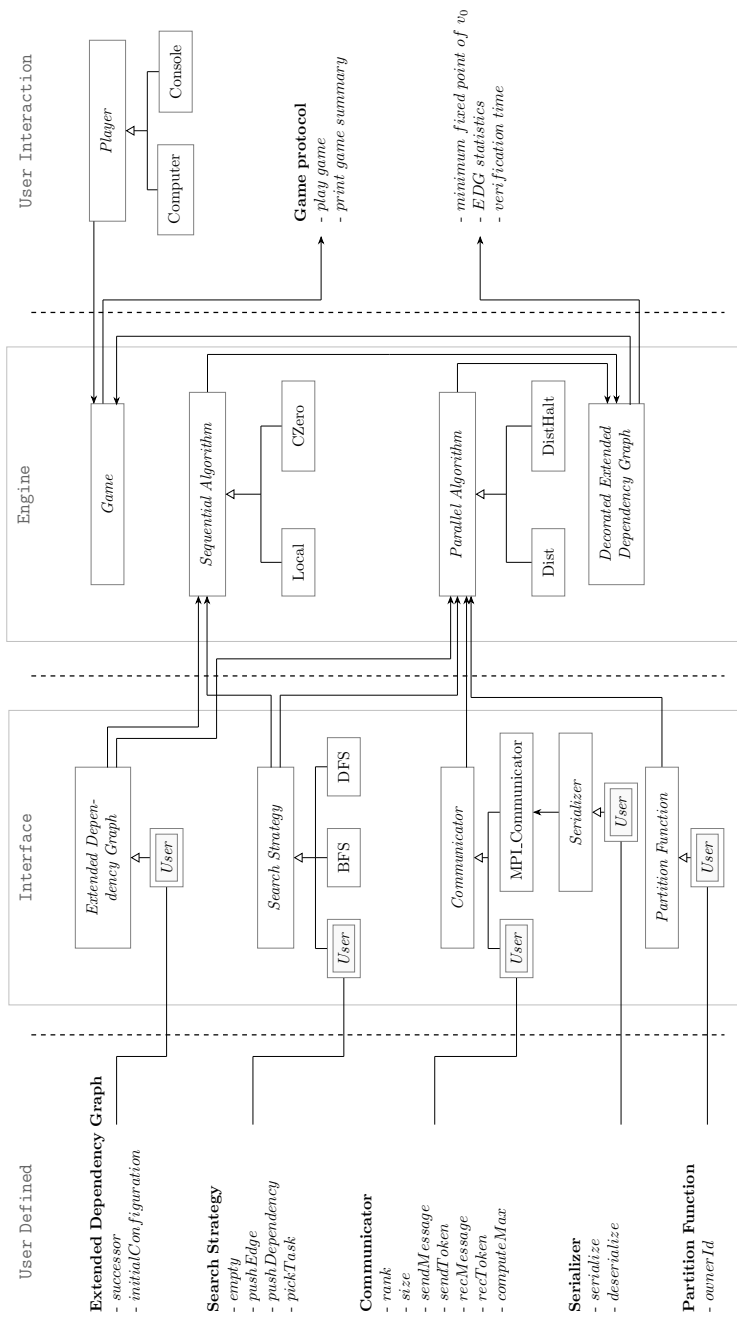 User Defined
Extended Dependency Graph
- successor
- initialConfiguration
Search Strategy
- empty
- pushEdge
- pushDependency
- pickTask
Communicator
- rank
- size
- sendMessage
- sendToken
- recMessage
- recToken
- computeMax
Serializer
- serialize
- deserialize
Partition Function
- ownerId
Interface
Extended Depen-
dency Graph
User
Search Strategy
User
BFS
DFS
Communicator
User
MPI_Communicator
Serializer
User
Partition Function
User
Engine
Game
Sequential Algorithm
Local
CZero
Parallel Algorithm
Dist
DistHalt
Decorated Extended
Dependency Graph
User Interaction
Player
Computer
Console
Game protocol
- play game
- print game summary
- minimum fixed point of v₀
- EDG statistics
- verification time